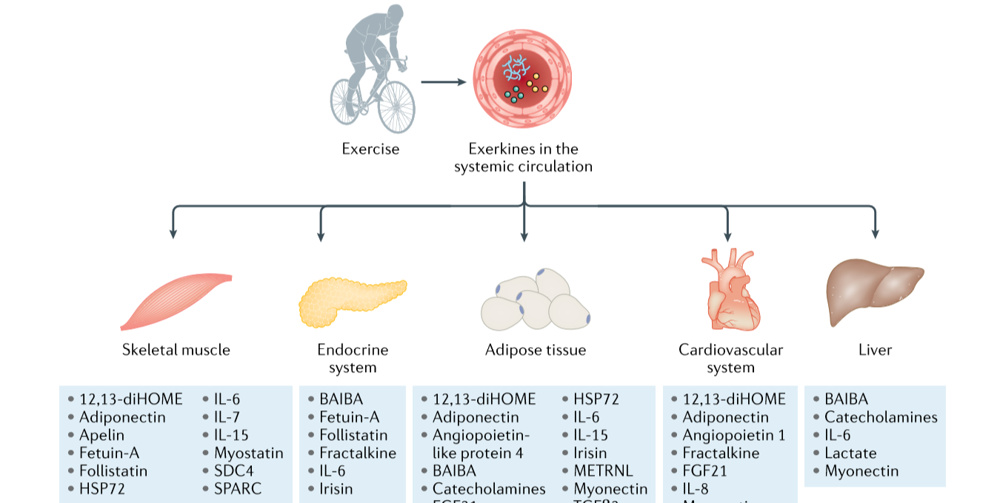 Exercise
Exerkines in the
systemic circulation
Skeletal muscle
Endocrine
system
Adipose tissue
Cardiovascular
system
Liver
• 12,13-diHOME
• Adiponectin
• Apelin
• Fetuin-A
• Follistatin
• HSP72
• IL-6
• IL-7
• IL-15
• Myostatin
• SDC4
• SPARC
• BAIBA
• Fetuin-A
• Follistatin
• Fractalkine
• IL-6
• Irisin
• 12,13-diHOME
• Adiponectin
• Angiopoietin-
like protein 4
• BAIBA
• Catecholamines
• HSP72
• IL-6
• IL-15
• Irisin
• METRNL
• Myonectin
• 12,13-diHOME
• Adiponectin
• Angiopoietin 1
• Fractalkine
• FGF21
• IL-8
• BAIBA
• Catecholamines
• IL-6
• Lactate
• Myonectin